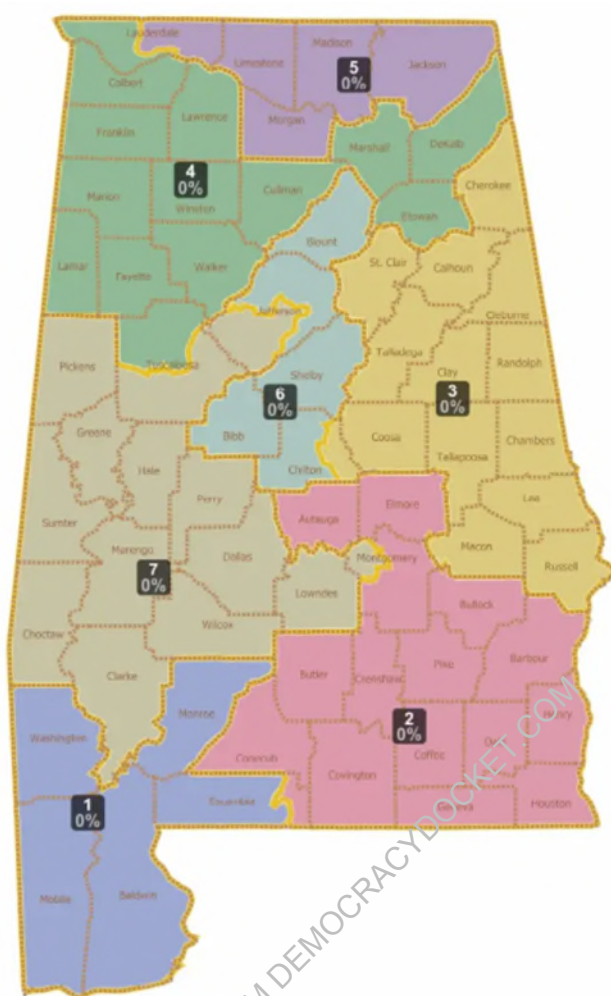 Lauderdale
Madison
Limestone
Jackson
5
0%
Colbert
Lawrence
Morgan
Franklin
Marshall
DeKalb
4
0%
Cullman
Cherokee
Marion
Winston
Etowah
Blount
St. Clair
Calhoun
Lamar
Fayette
Walker
Jefferson
Cleburne
Talladega
Tuscaloosa
Pickens
Shelby
Clay
Randolph
6
0%
3
0%
Greene
Bibb
Coosa
Chambers
Hale
Chilton
Tallapoosa
Perry
Lee
Sumter
Autauga
Elmore
Marengo
Dallas
Montgomery
Macon
Russell
7
0%
Lowndes
Bullock
Choctaw
Wilcox
Clarke
Butler
Crenshaw
Pike
Barbour
Monroe
Washington
2
0%
Henry
Conecuh
Coffee
Covington
1
0%
Escambia
Geneva
Houston
Mobile
Baldwin
DEMOCRACYDOCKET.COM